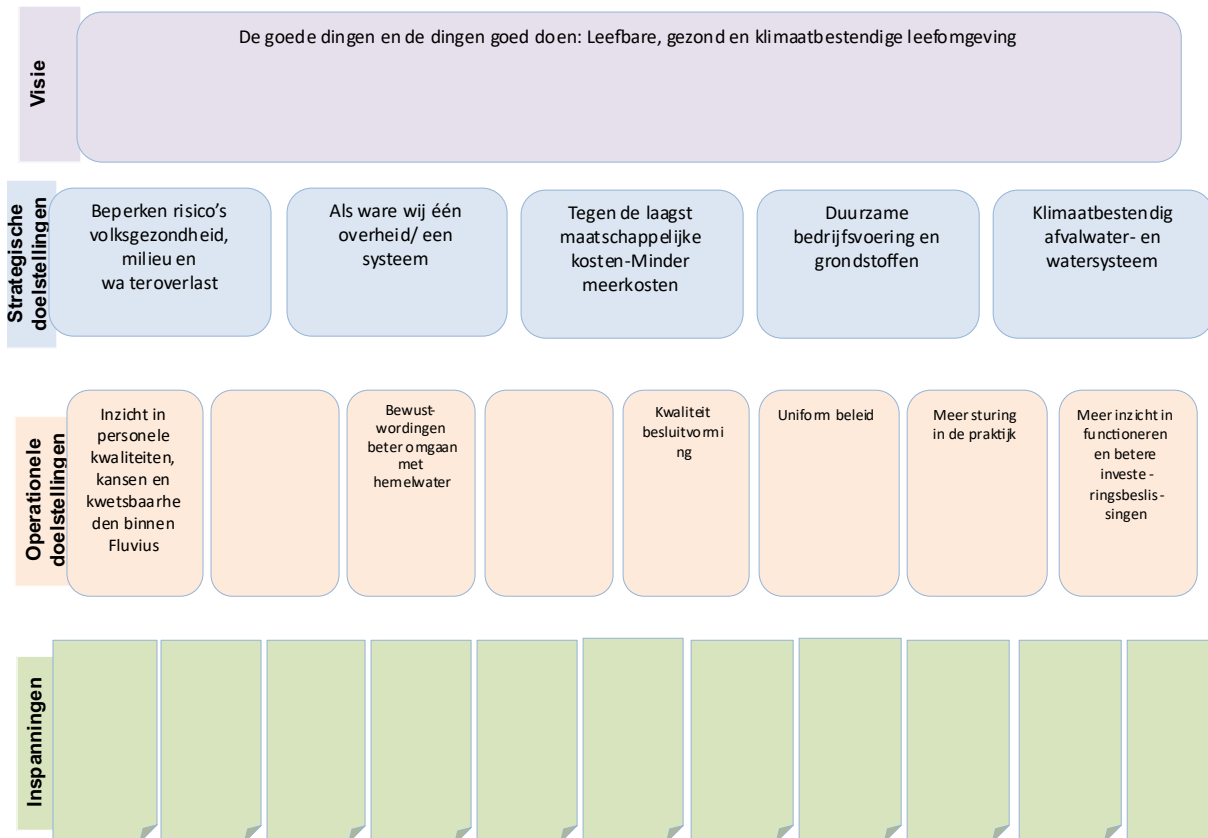 Visie
De goede dingen en de dingen goed doen: Leefbare, gezond en klimaatbestendige leefomgeving
Strategische
doelstellingen
Beperken risico's
volksgezondheid,
milieu en
wa teroverlast
Als ware wij één
overheid/ een
systeem
Tegen de laagst
maatschappelijke
kosten-Minder
meerkosten
Duurzame
bedrijfsvoering en
grondstoffen
Klimaatbestendig
afvalwater- en
watersysteem
Operationele
doelstellingen
Inzicht in
personele
kwaliteiten,
kansen en
kwetsbaarhe
den binnen
Fluvius
Bewust-
wordingen
beter omgaan
met
hemelwater
Kwaliteit
besluitvormi
ng
Uniform beleid
Meer sturing
in de praktijk
Meer inzicht in
functioneren
en betere
investe -
ringsbeslis -
singen
Inspanningen